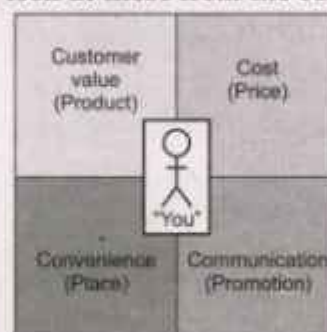 Customer
value
(Product)
Cost
(Price)
"You"
Convenience
(Place)
Communication
(Promotion)